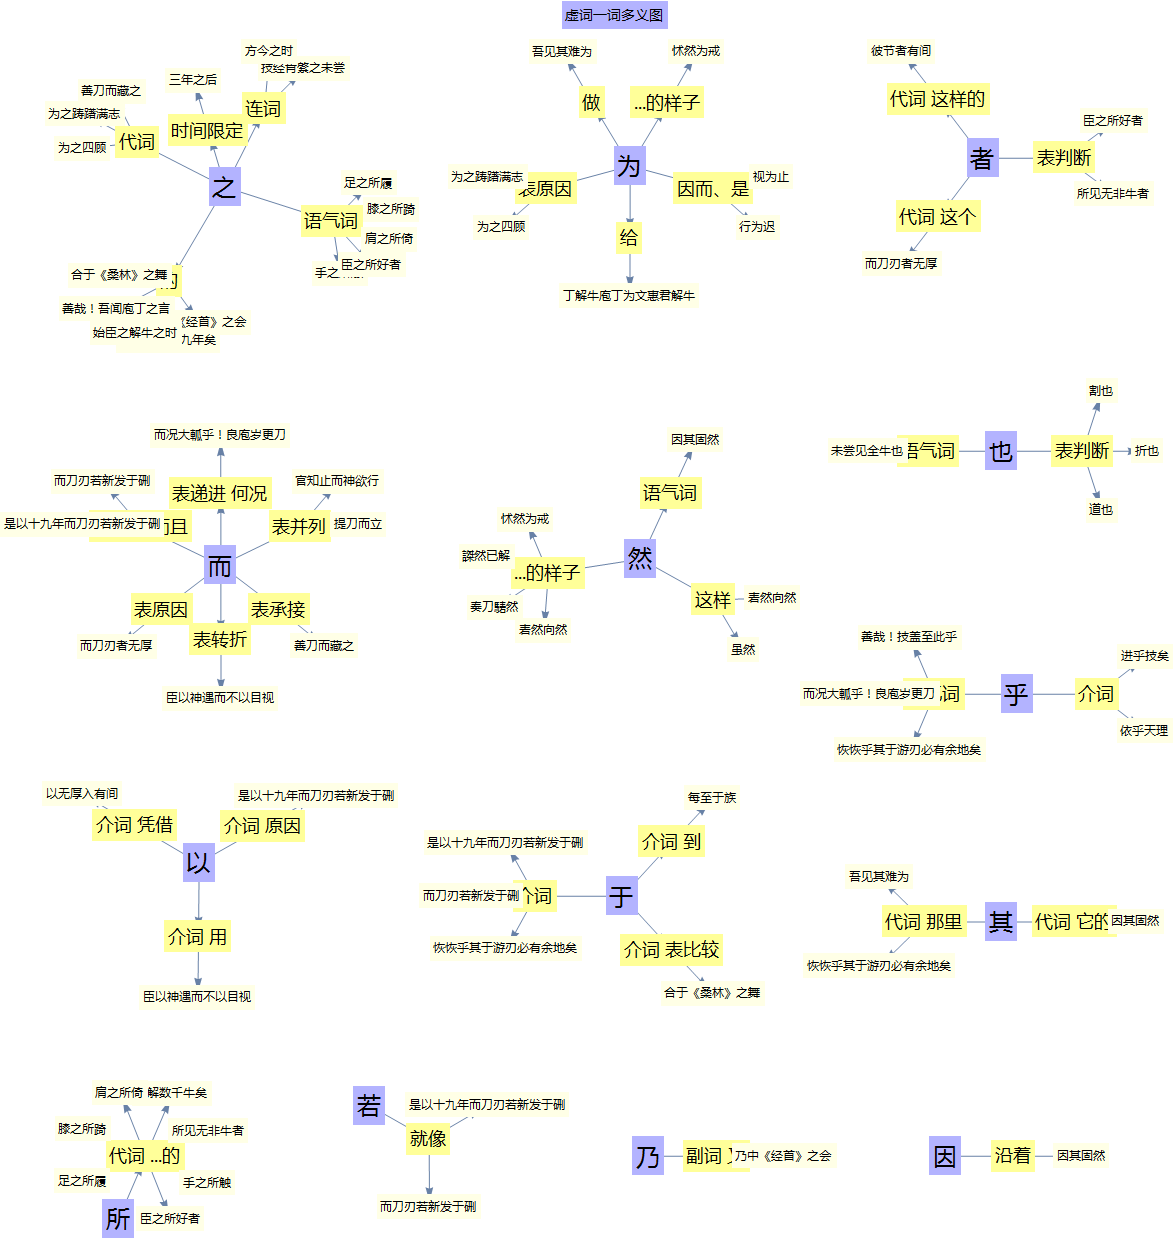 虚词一词多义图
方今之时
技经肯綮之未尝
三年之后
善刀而藏之
为之踌躇满志
为之四顾
连词
时间限定
代词
之
语气词
足之所履
膝之所踦
肩之所倚
臣之所好者
手之
合于《桑林》之舞
的
善哉！吾闻庖丁之言
《经首》之会
始臣之解牛之时
九年矣
吾见其难为
怵然为戒
做
...的样子
为
为之踌躇满志
表原因
为之四顾
因而、是
视为止
行为迟
给
丁解牛庖丁为文惠君解牛
彼节者有间
代词 这样的
臣之所好者
者
表判断
所见无非牛者
代词 这个
而刀刃者无厚
而况大軱乎！良庖岁更刀
而刀刃若新发于硎
官知止而神欲行
表递进 何况
是以十九年而刀刃若新发于硎
而且
表并列
提刀而立
而
表原因
表承接
而刀刃者无厚
表转折
善刀而藏之
臣以神遇而不以目视
因其固然
语气词
怵然为戒
謋然已解
...的样子
然
奏刀騞然
砉然向然
这样
砉然向然
虽然
割也
未尝见全牛也
语气词
也
表判断
折也
道也
善哉！技盖至此乎
而况大軱乎！良庖岁更刀
词
乎
介词
进乎技矣
依乎天理
恢恢乎其于游刃必有余地矣
以无厚入有间
是以十九年而刀刃若新发于硎
介词 凭借
介词 原因
以
介词 用
臣以神遇而不以目视
每至于族
是以十九年而刀刃若新发于硎
介词 到
而刀刃若新发于硎
介词
于
恢恢乎其于游刃必有余地矣
介词 表比较
合于《桑林》之舞
吾见其难为
代词 那里
其
代词 它的
因其固然
恢恢乎其于游刃必有余地矣
肩之所倚
解数千牛矣
膝之所踦
所见无非牛者
代词 ...的
足之所履
手之所触
所
臣之所好者
若
是以十九年而刀刃若新发于硎
就像
而刀刃若新发于硎
乃
副词
乃中《经首》之会
因
沿着
因其固然